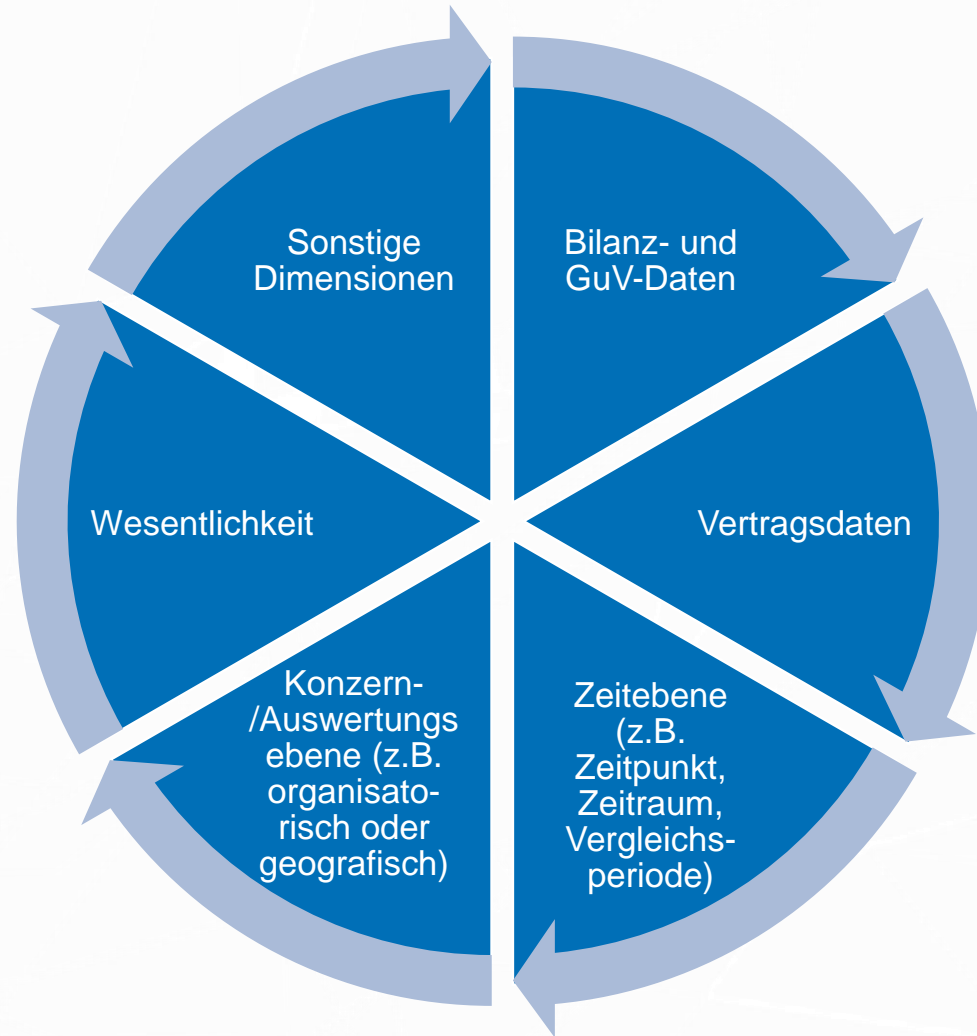 Sonstige
Dimensionen
Bilanz- und
GuV-Daten
Wesentlichkeit
Vertragsdaten
Konzern-
/Auswertungs
ebene (z.B.
organisato-
risch oder
geografisch)
Zeitebene
(z.B.
Zeitpunkt,
Zeitraum,
Vergleichs-
periode)